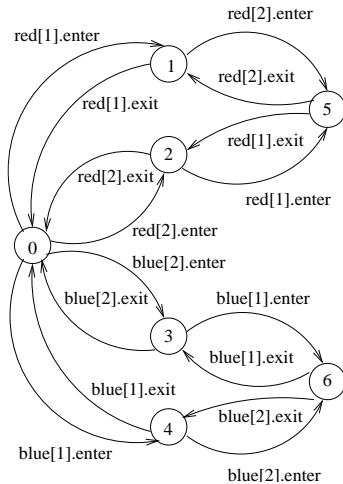 red[1].enter
red[2].enter
1
red[2].exit
red[1].exit
5
red[1].exit
2
red[2].exit
red[1].enter
red[2].enter
0
blue[2].enter
blue[2].exit
blue[1].enter
3
blue[1].exit
6
blue[1].exit
blue[2].exit
4
blue[1].enter
blue[2].enter